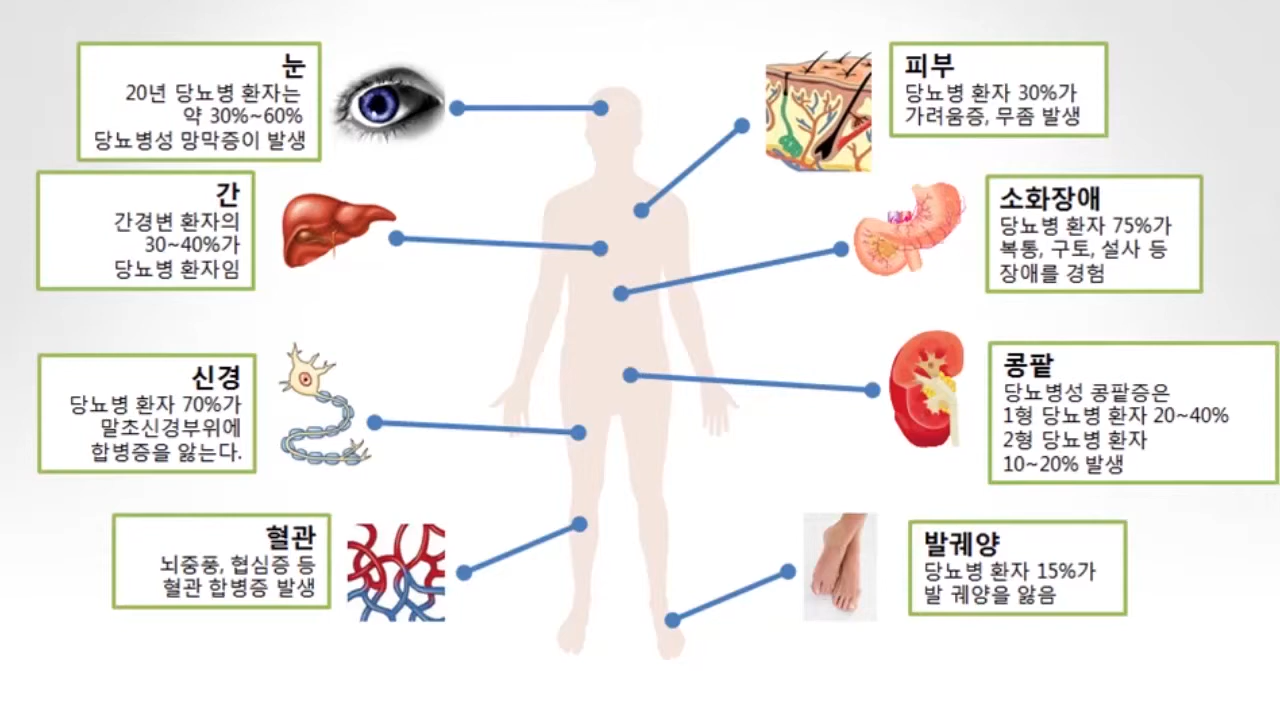 눈
20년 당뇨병 환자는
약 30%~60%
당뇨병성 망막증이 발생
간
간경변 환자의
30~40%가
당뇨병 환자임
신경
당뇨병 환자 70%가
말초신경부위에
합병증을 앓는다.
혈관
뇌중풍, 협심증 등
혈관 합병증 발생
피부
당뇨병 환자 30%가
가려움증, 무좀 발생
소화장애
당뇨병 환자 75%가
복통, 구토, 설사 등
장애를 경험
콩팥
당뇨병성 콩팥증은
1형 당뇨병 환자 20~40%
2형 당뇨병 환자
10~20% 발생
발궤양
당뇨병 환자 15%가
발 궤양을 앓음